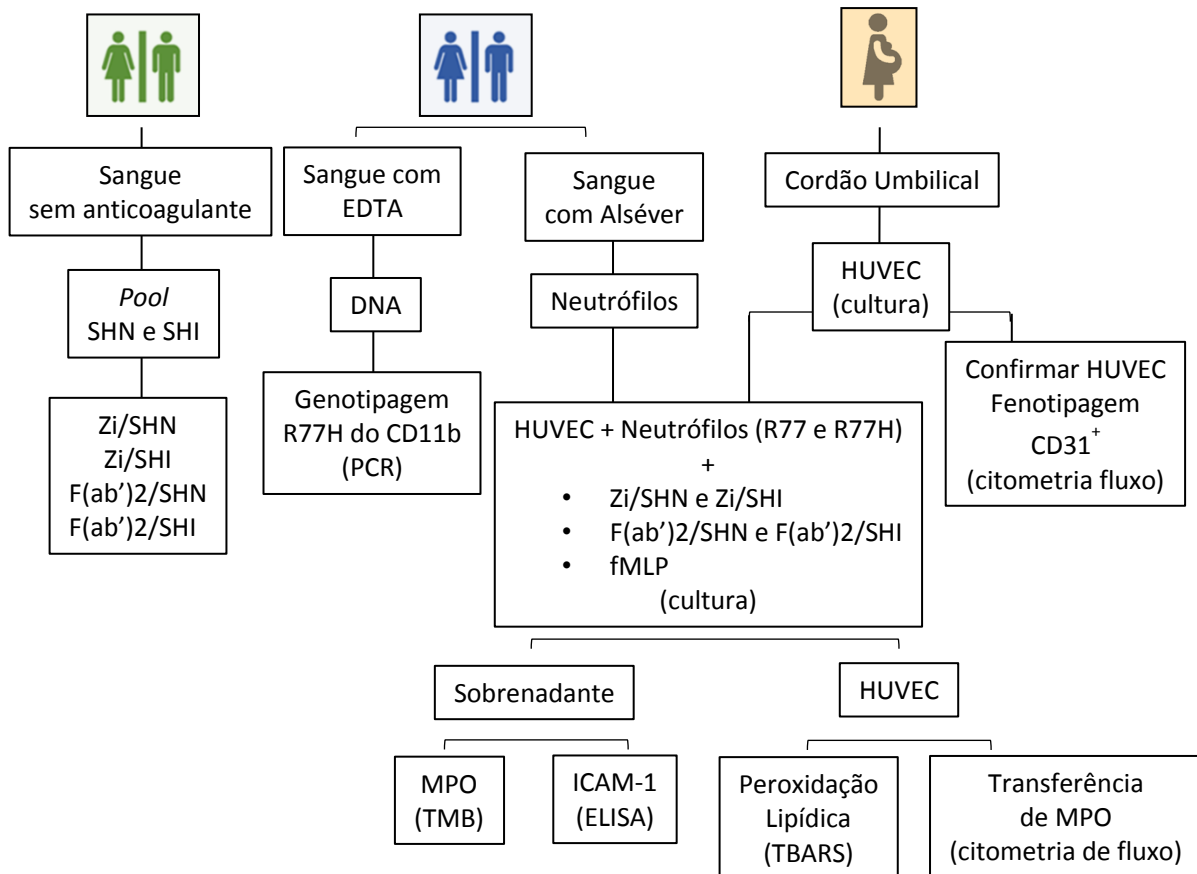 Sangue
sem anticoagulante
Sangue com
EDTA
Sangue
com Alséver
Cordão Umbilical
Pool
SHN e SHI
DNA
Neutrófilos
HUVEC
(cultura)
Zi/SHN
Zi/SHI
F(ab’)2/SHN
F(ab’)2/SHI
Genotipagem
R77H do CD11b
(PCR)
HUVEC + Neutrófilos (R77 e R77H)
+
• Zi/SHN e Zi/SHI
• F(ab’)2/SHN e F(ab’)2/SHI
• fMLP
(cultura)
Confirmar HUVEC
Fenotipagem
CD31⁺
(citometria fluxo)
Sobrenadante
HUVEC
MPO
(TMB)
ICAM-1
(ELISA)
Peroxidação
Lipídica
(TBARS)
Transferência
de MPO
(citometria de fluxo)